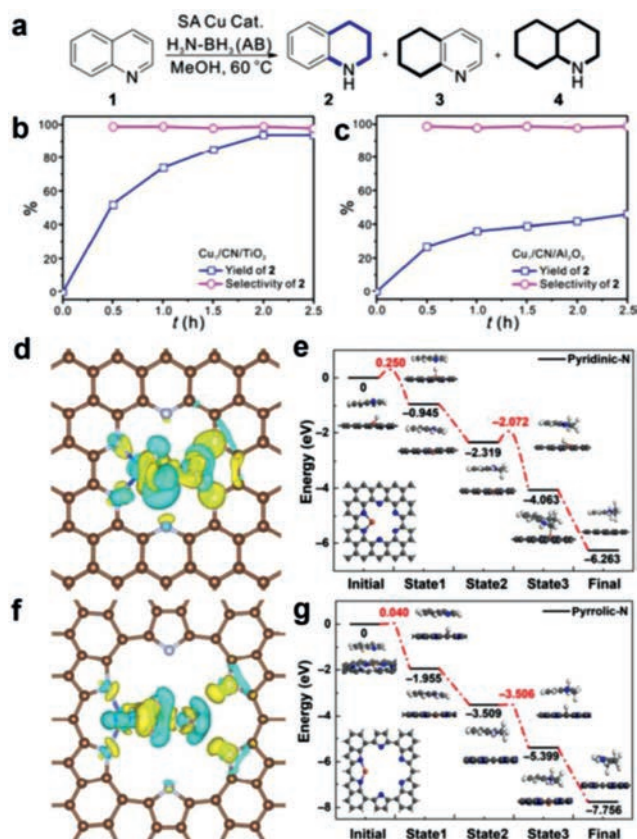 a
SA Cu Cat.
H₃N-BH₃ (AB)
MeOH, 60 °C
N
N
H
N
N
H
+
+
1
2
3
4
b
100
80
60
40
20
0
%
Cu₁/CN/TiO₂
Yield of 2
Selectivity of 2
0.0 0.5 1.0 1.5 2.0 2.5
t (h)
c
100
80
60
40
20
0
%
Cu₁/CN/Al₂O₃
Yield of 2
Selectivity of 2
0.0 0.5 1.0 1.5 2.0 2.5
t (h)
d
e
Pyridinic-N
Energy (eV)
0
-2
-4
-6
0
0.250
-0.945
-2.319
-2.072
-4.063
-6.263
Initial State1 State2 State3 Final
f
g
Pyrrolic-N
Energy (eV)
0
-2
-4
-6
-8
0
0.040
-1.955
-3.509
-3.506
-5.399
-7.756
Initial State1 State2 State3 Final